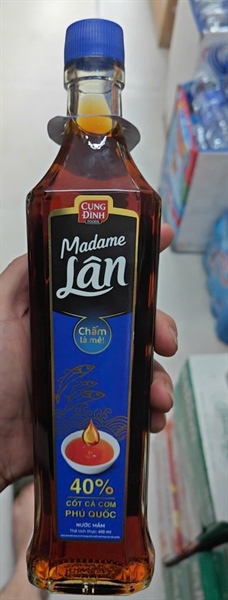 CUNG
ĐÌNH
FOODS
Madame
Lân
Chấm
là mê!
40%
CỐT CÁ CƠM
PHÚ QUỐC
NƯỚC MẮM